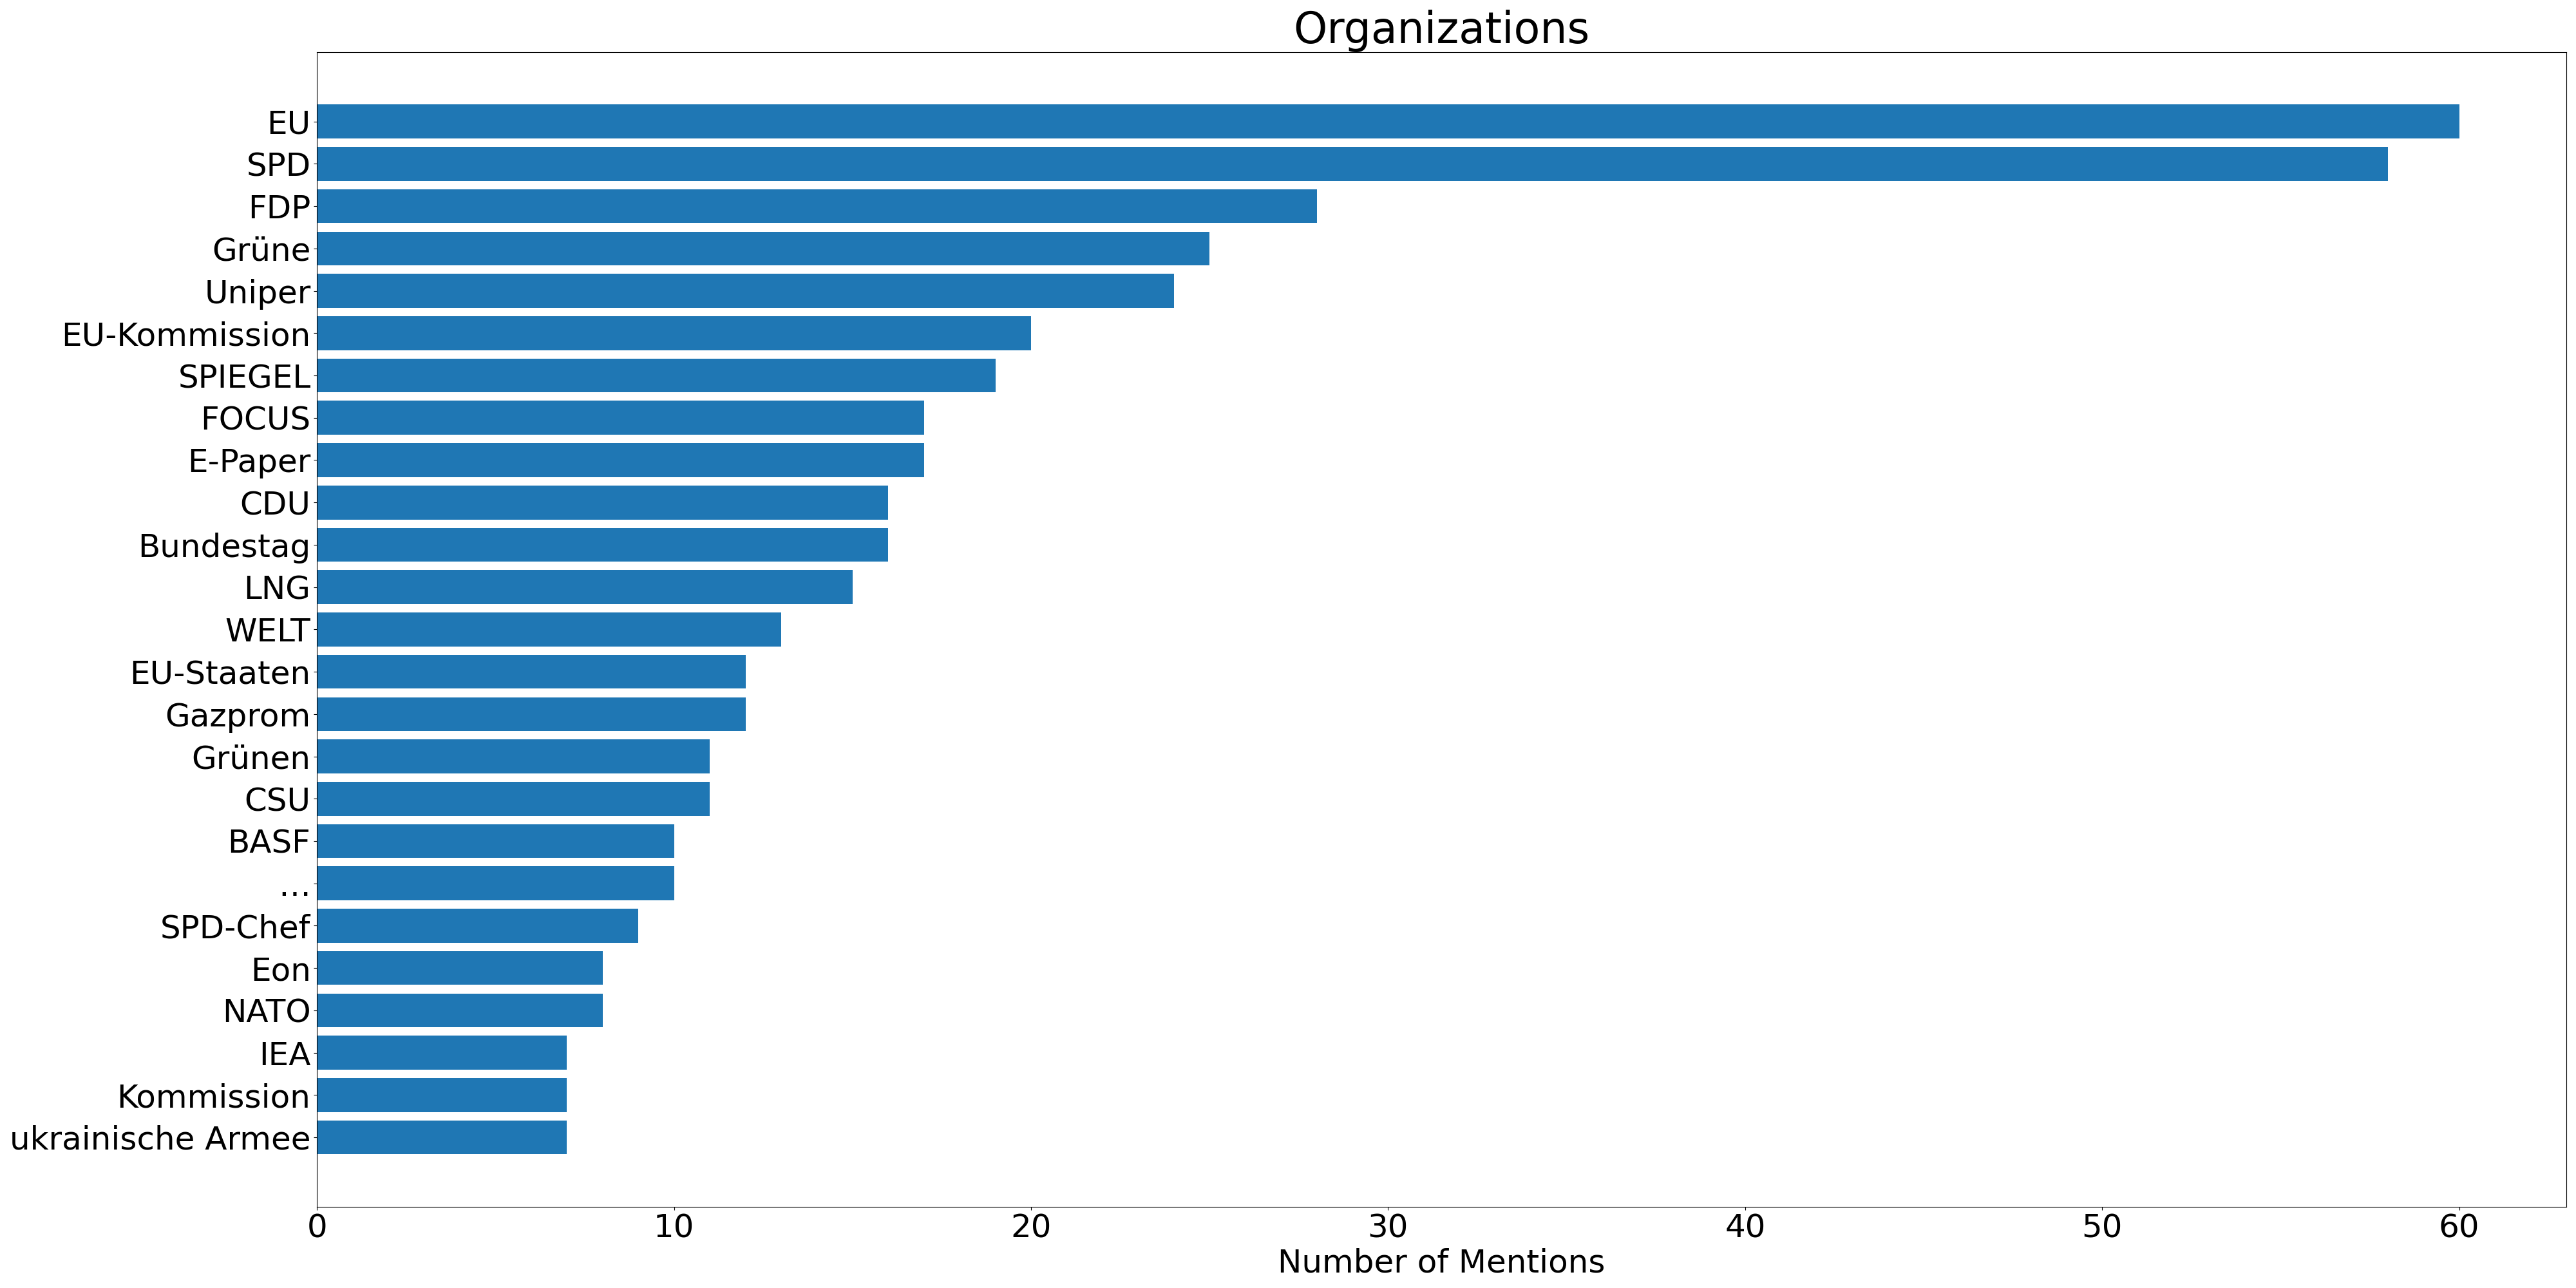 Organizations
EU
SPD
FDP
Grüne
Uniper
EU-Kommission
SPIEGEL
FOCUS
E-Paper
CDU
Bundestag
LNG
WELT
EU-Staaten
Gazprom
Grünen
CSU
BASF
...
SPD-Chef
Eon
NATO
IEA
Kommission
ukrainische Armee
0 10 20 30 40 50 60
Number of Mentions